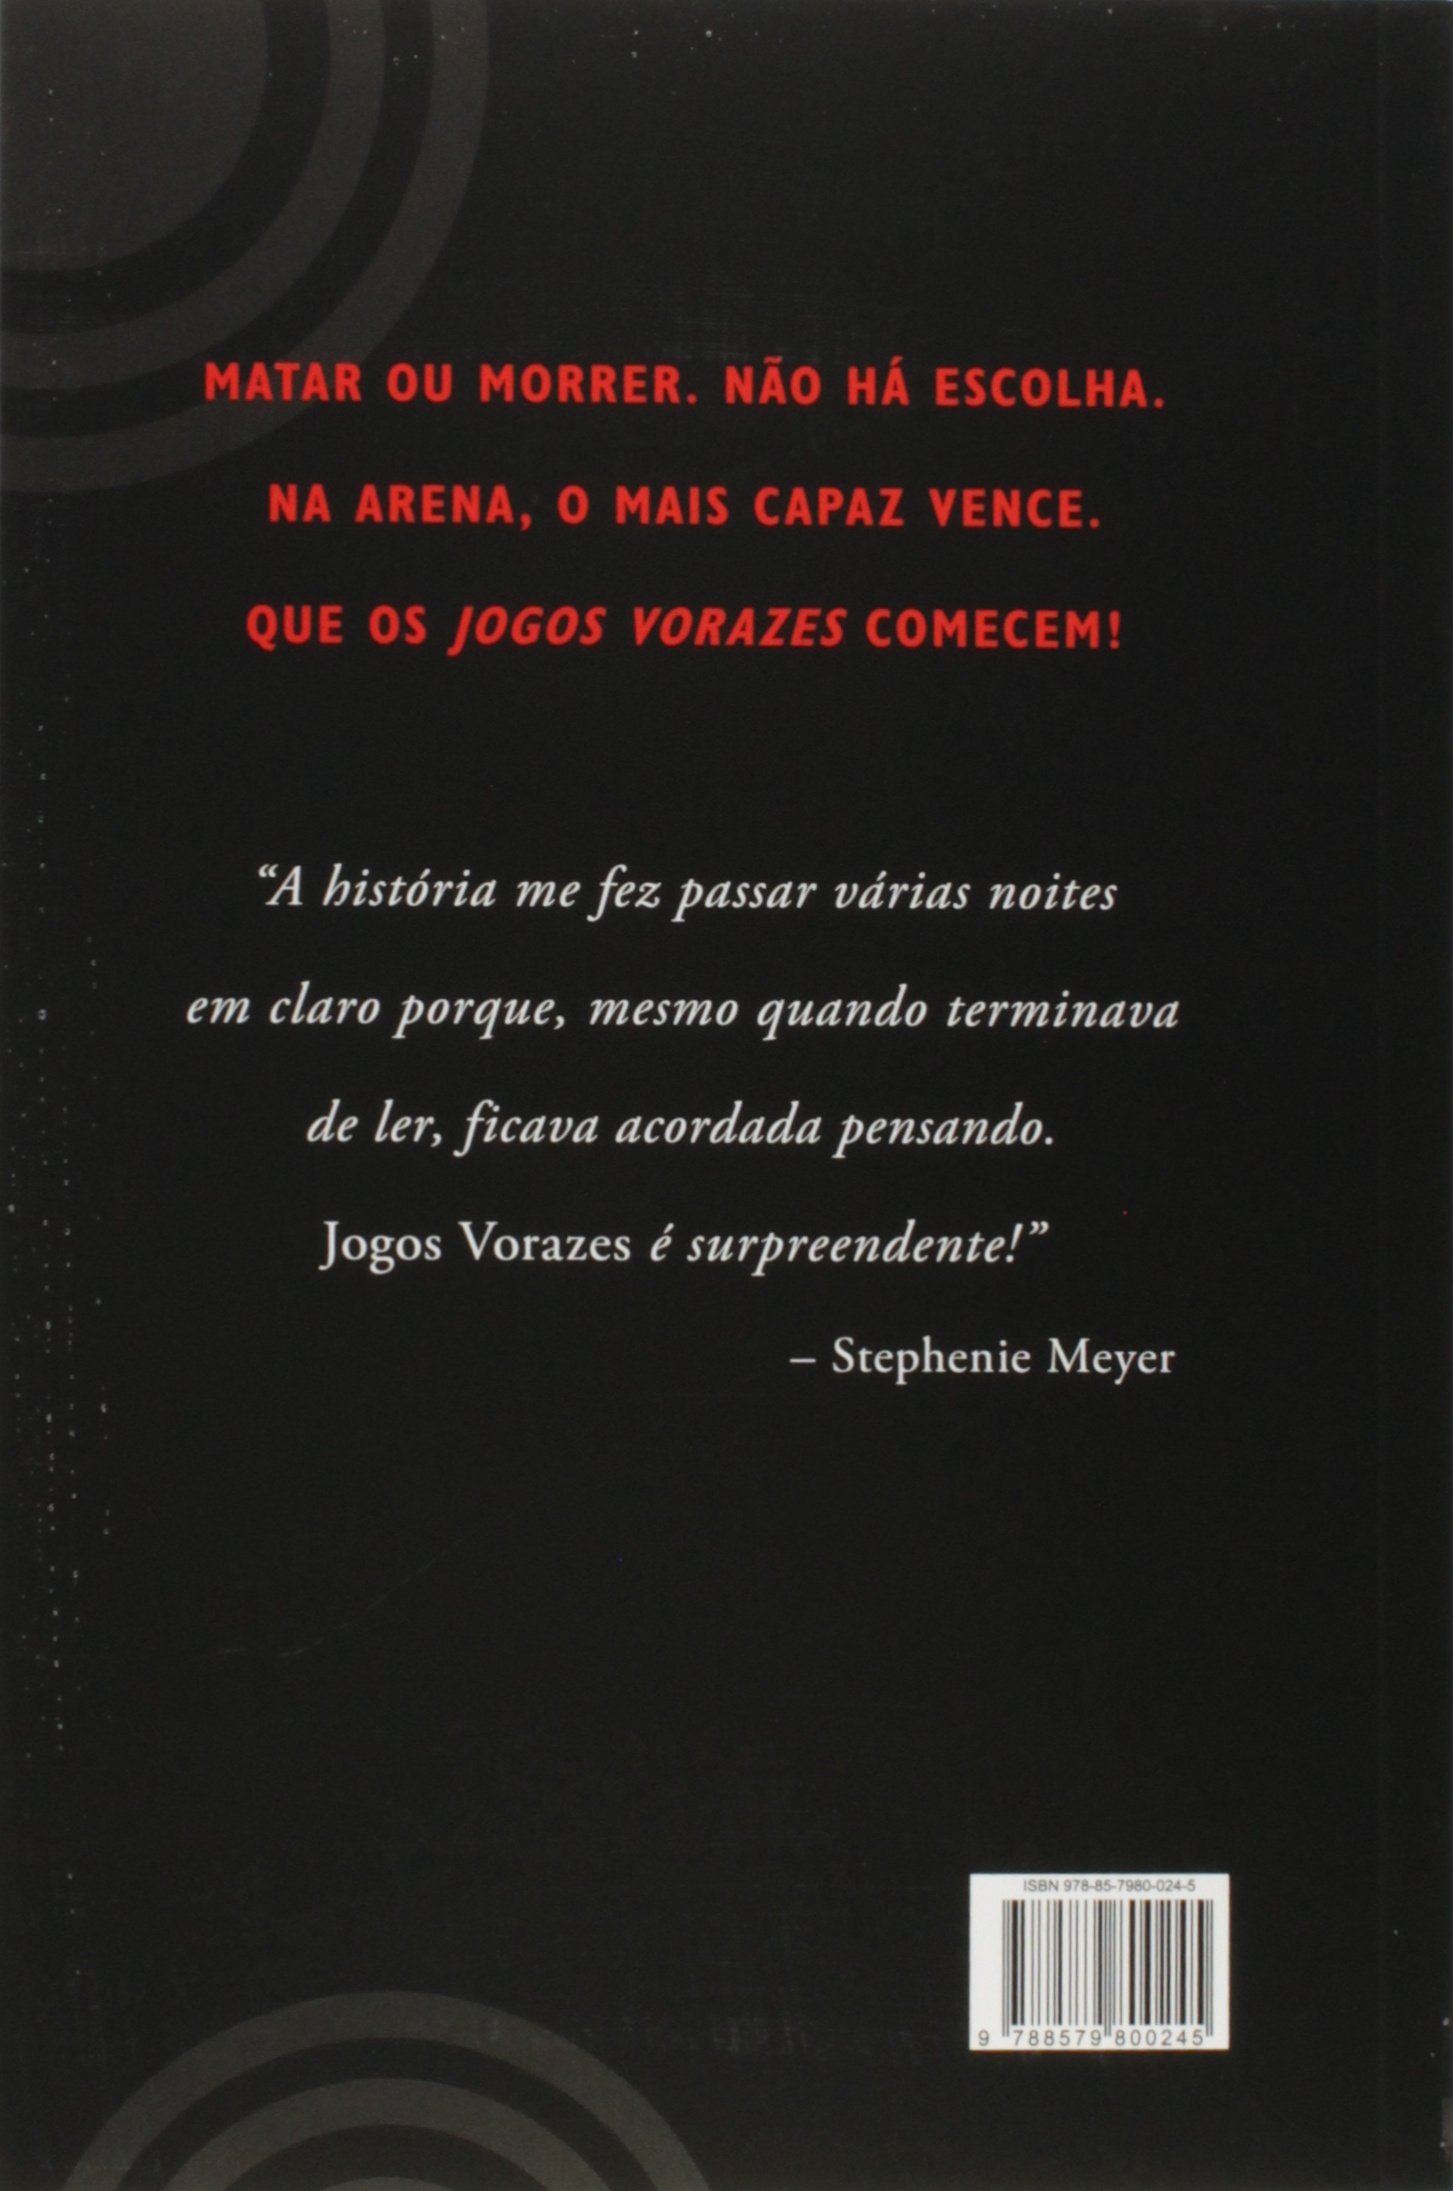 MATAR OU MORRER. NÃO HÁ ESCOLHA.
NA ARENA, O MAIS CAPAZ VENCE.
QUE OS JOGOS VORAZES COMECEM!
“A história me fez passar várias noites
em claro porque, mesmo quando terminava
de ler, ficava acordada pensando.
Jogos Vorazes é surpreendente!”
– Stephenie Meyer
ISBN 978-85-7980-024-5
9 788579 800245